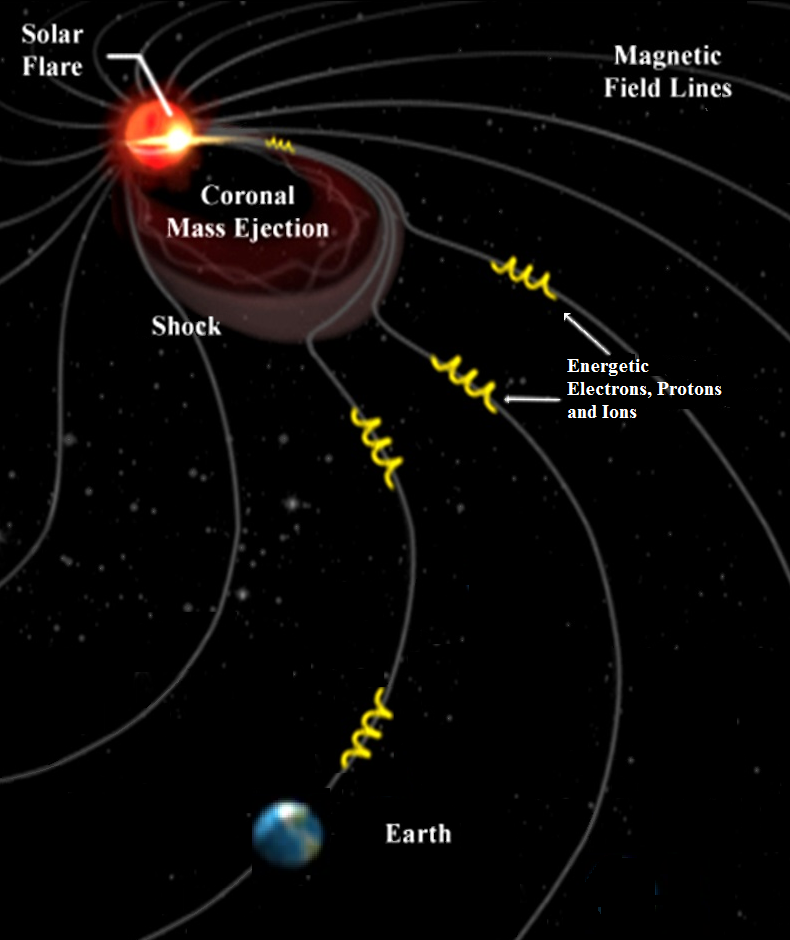 Solar
Flare
Magnetic
Field Lines
Coronal
Mass Ejection
Shock
Energetic
Electrons, Protons
and Ions
Earth